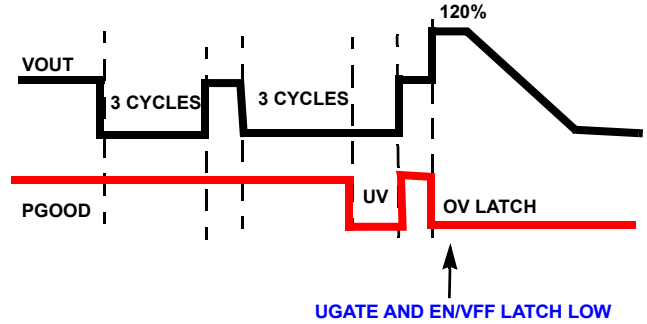 120%
VOUT
3 CYCLES
3 CYCLES
UV
PGOOD
OV LATCH
UGATE AND EN/VFF LATCH LOW